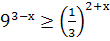 9^{3−x} ≥ (1/3)^{2+x}